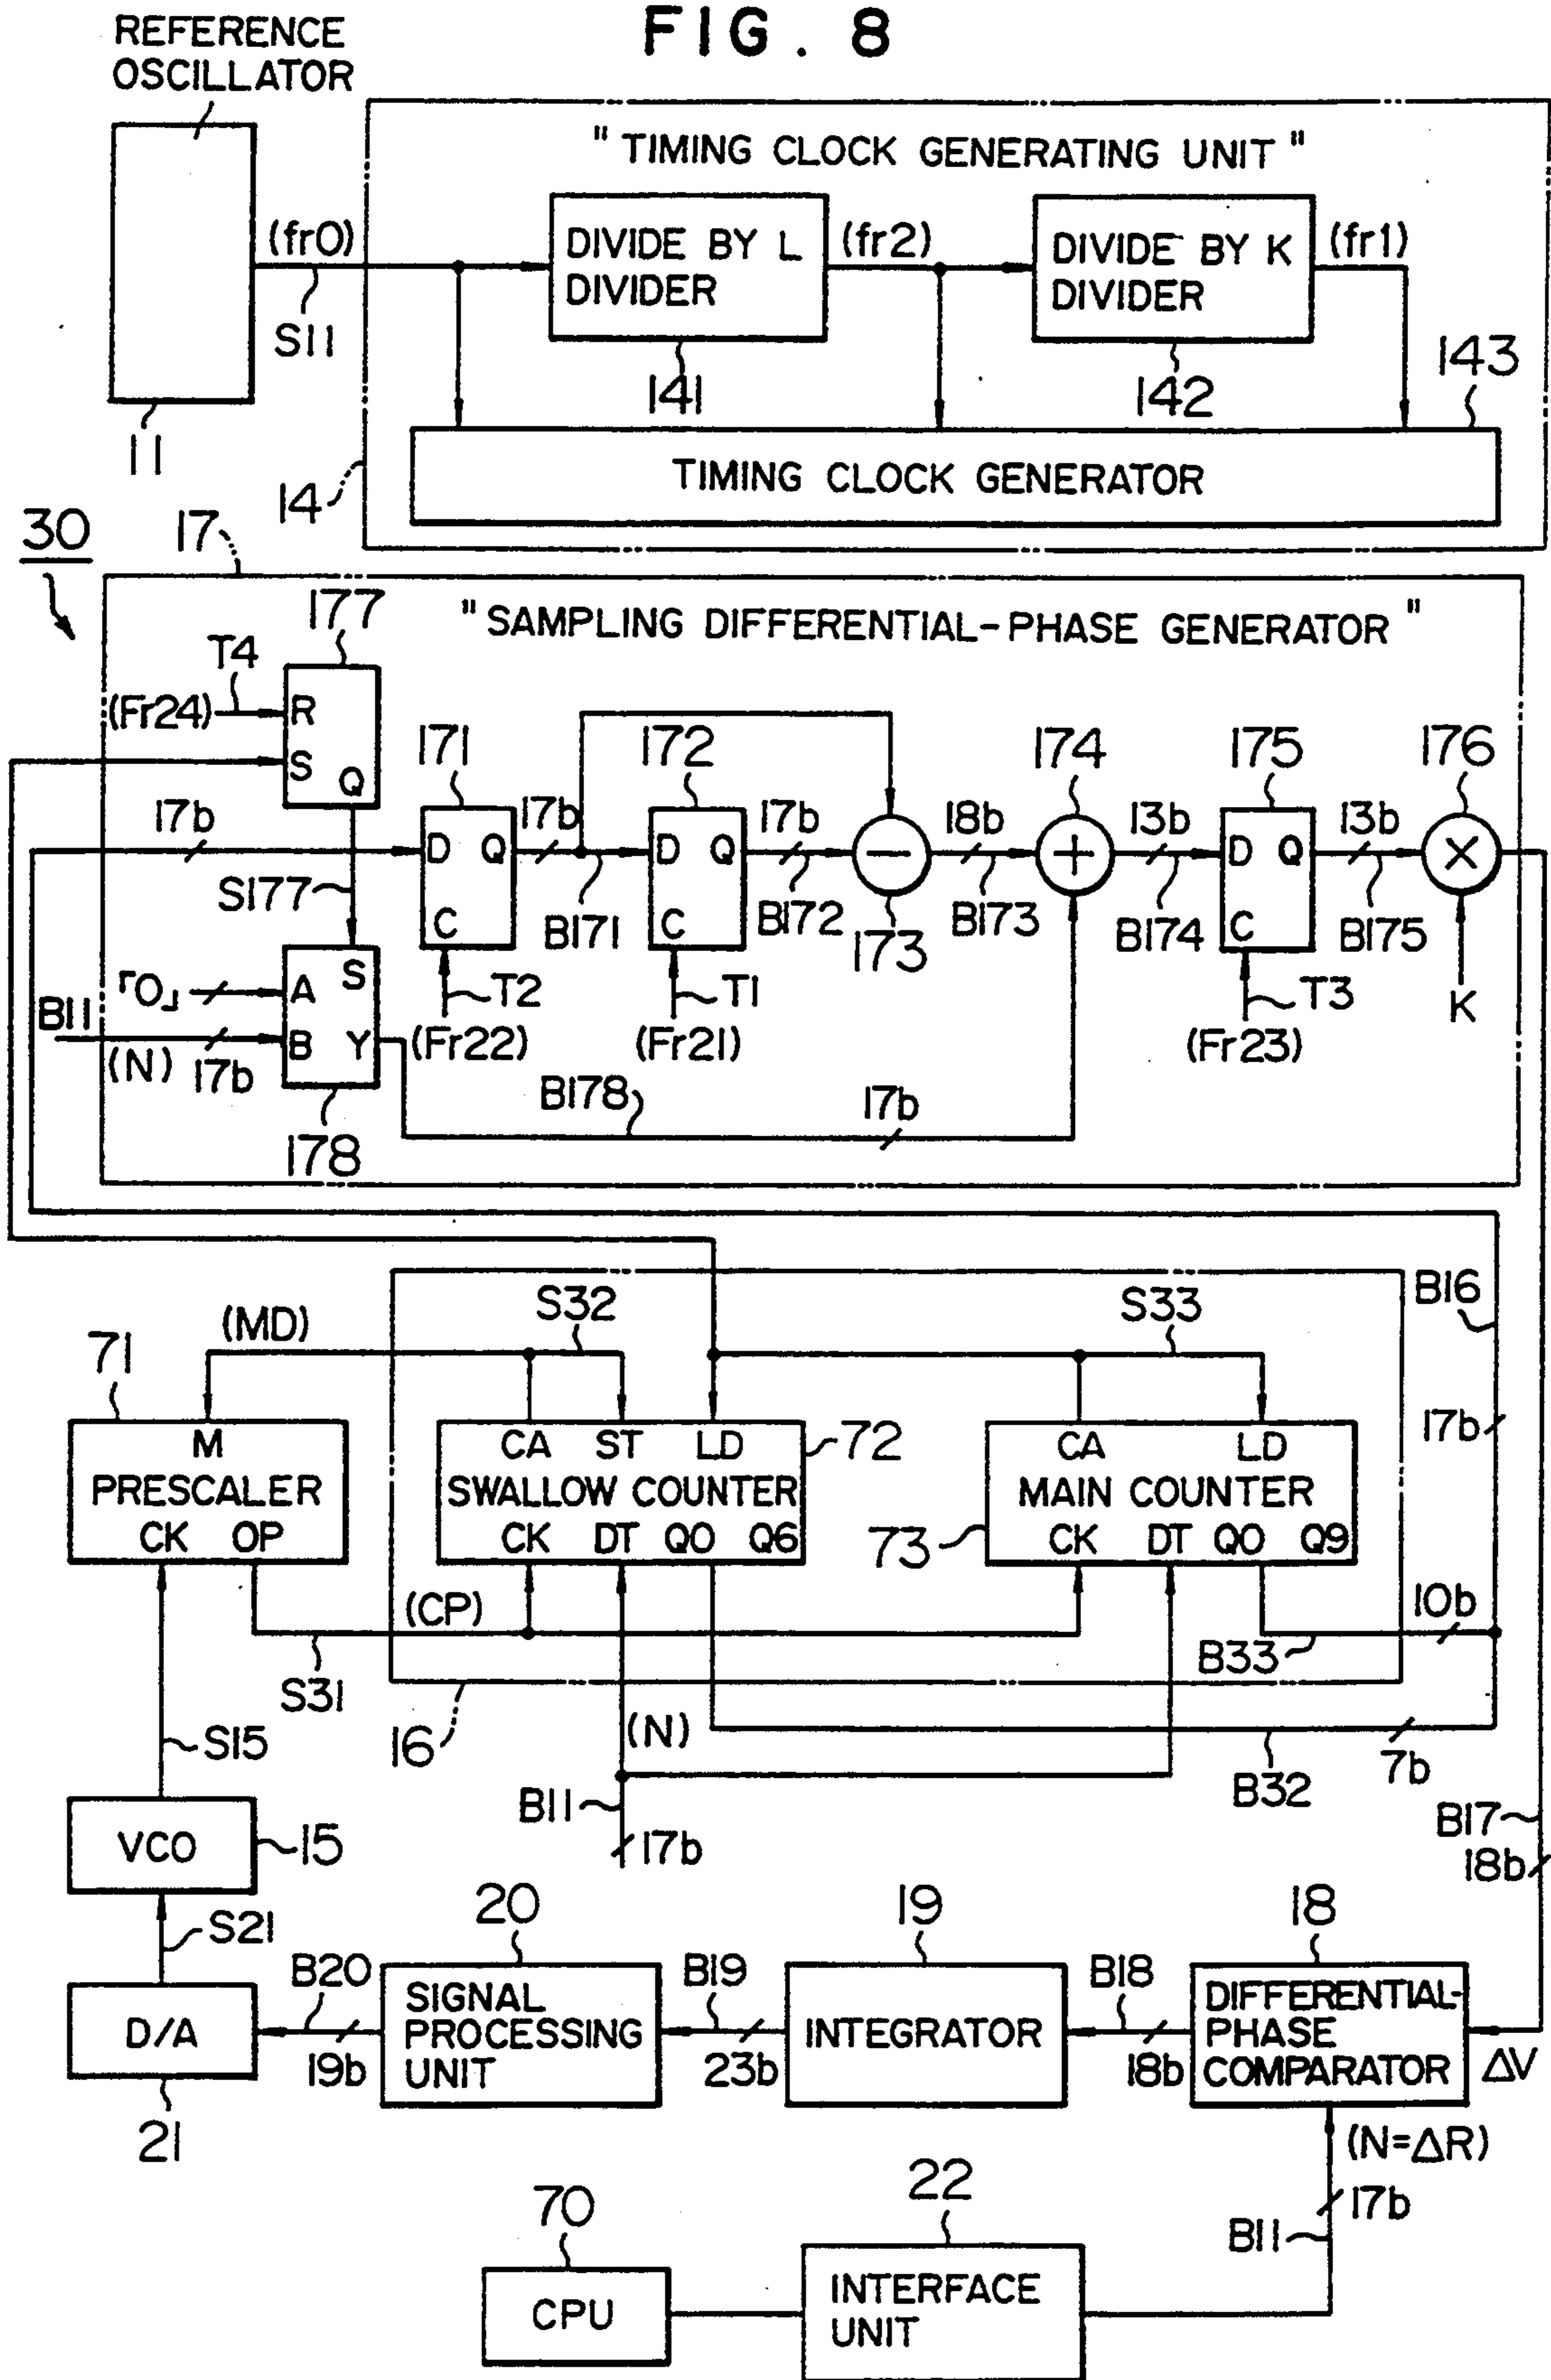 FIG. 8
REFERENCE
OSCILLATOR
" TIMING CLOCK GENERATING UNIT "
(fr0)
S11
11
DIVIDE BY L
DIVIDER
(fr2)
141
DIVIDE BY K
DIVIDER
(fr1)
142
143
TIMING CLOCK GENERATOR
14
30
17
" SAMPLING DIFFERENTIAL-PHASE GENERATOR "
177
T4
(Fr24)
R
S
Q
17b
S177
171
D Q
C
T2
(Fr22)
17b
B171
172
D Q
C
T1
(Fr21)
17b
B172
−
173
18b
B173
174
+
13b
B174
175
D Q
C
T3
(Fr23)
13b
B175
176
×
K
「0」
B11
(N)
17b
A S
B Y
178
B178
17b
(MD)
S32
S33
B16
17b
71
M
PRESCALER
CK OP
CA ST LD
SWALLOW COUNTER
CK DT Q0 Q6
72
CA LD
MAIN COUNTER
CK DT Q0 Q9
73
(CP)
S31
16
10b
B33
(N)
B11
17b
7b
B32
S15
VCO
15
B17
18b
S21
D/A
21
B20
19b
20
SIGNAL
PROCESSING
UNIT
B19
23b
19
INTEGRATOR
B18
18b
18
DIFFERENTIAL-
PHASE
COMPARATOR
ΔV
(N=ΔR)
17b
B11
70
CPU
22
INTERFACE
UNIT